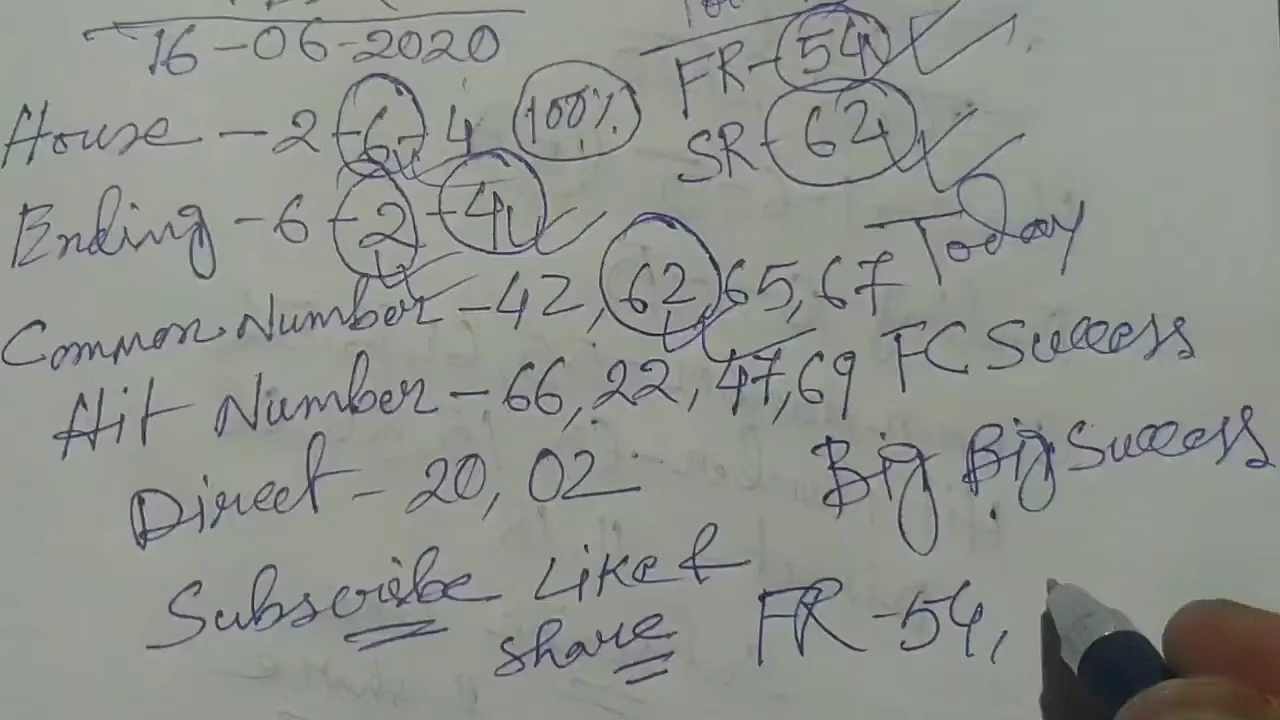 16-06-2020
FR-54
House - 2-6-4 100%
SR-62
Ending - 6-2-4
Today
Common Number - 42, 62, 65, 67
FC Success
Hit Number - 66, 22, 47, 69
Big Big Success
Direct - 20, 02
Subscribe Like &
share
FR - 54,